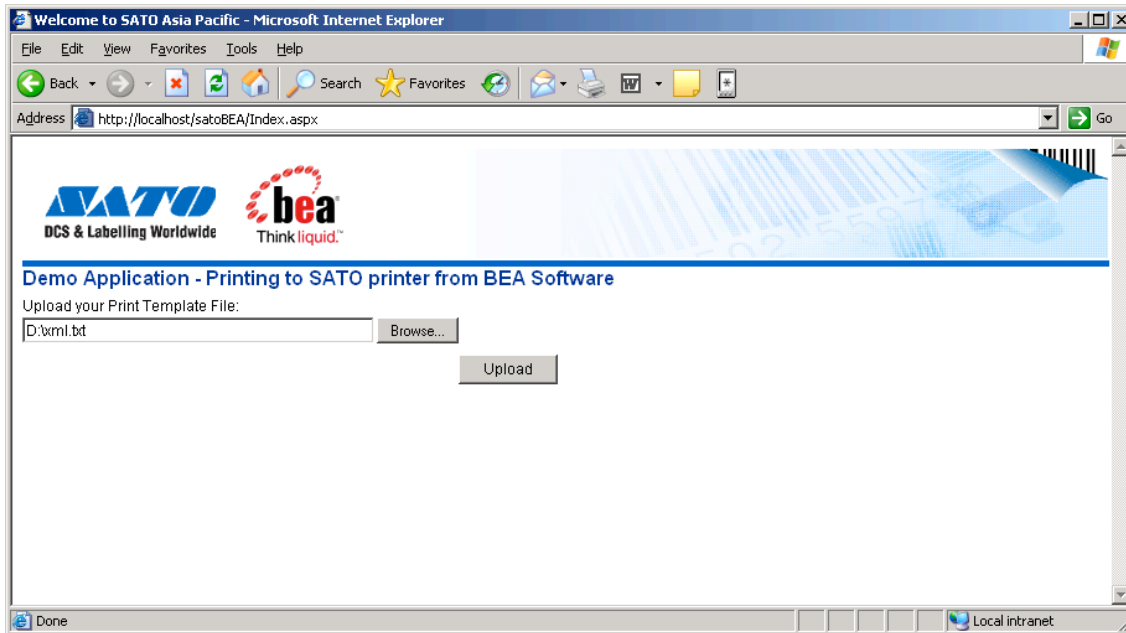 Welcome to SATO Asia Pacific - Microsoft Internet Explorer
File Edit View Favorites Tools Help
Back Search Favorites
Address http://localhost/satoBEA/Index.aspx Go
SATO bea
DCS & Labelling Worldwide Think liquid.™
Demo Application - Printing to SATO printer from BEA Software
Upload your Print Template File:
D:\xml.txt Browse...
Upload
Done Local intranet